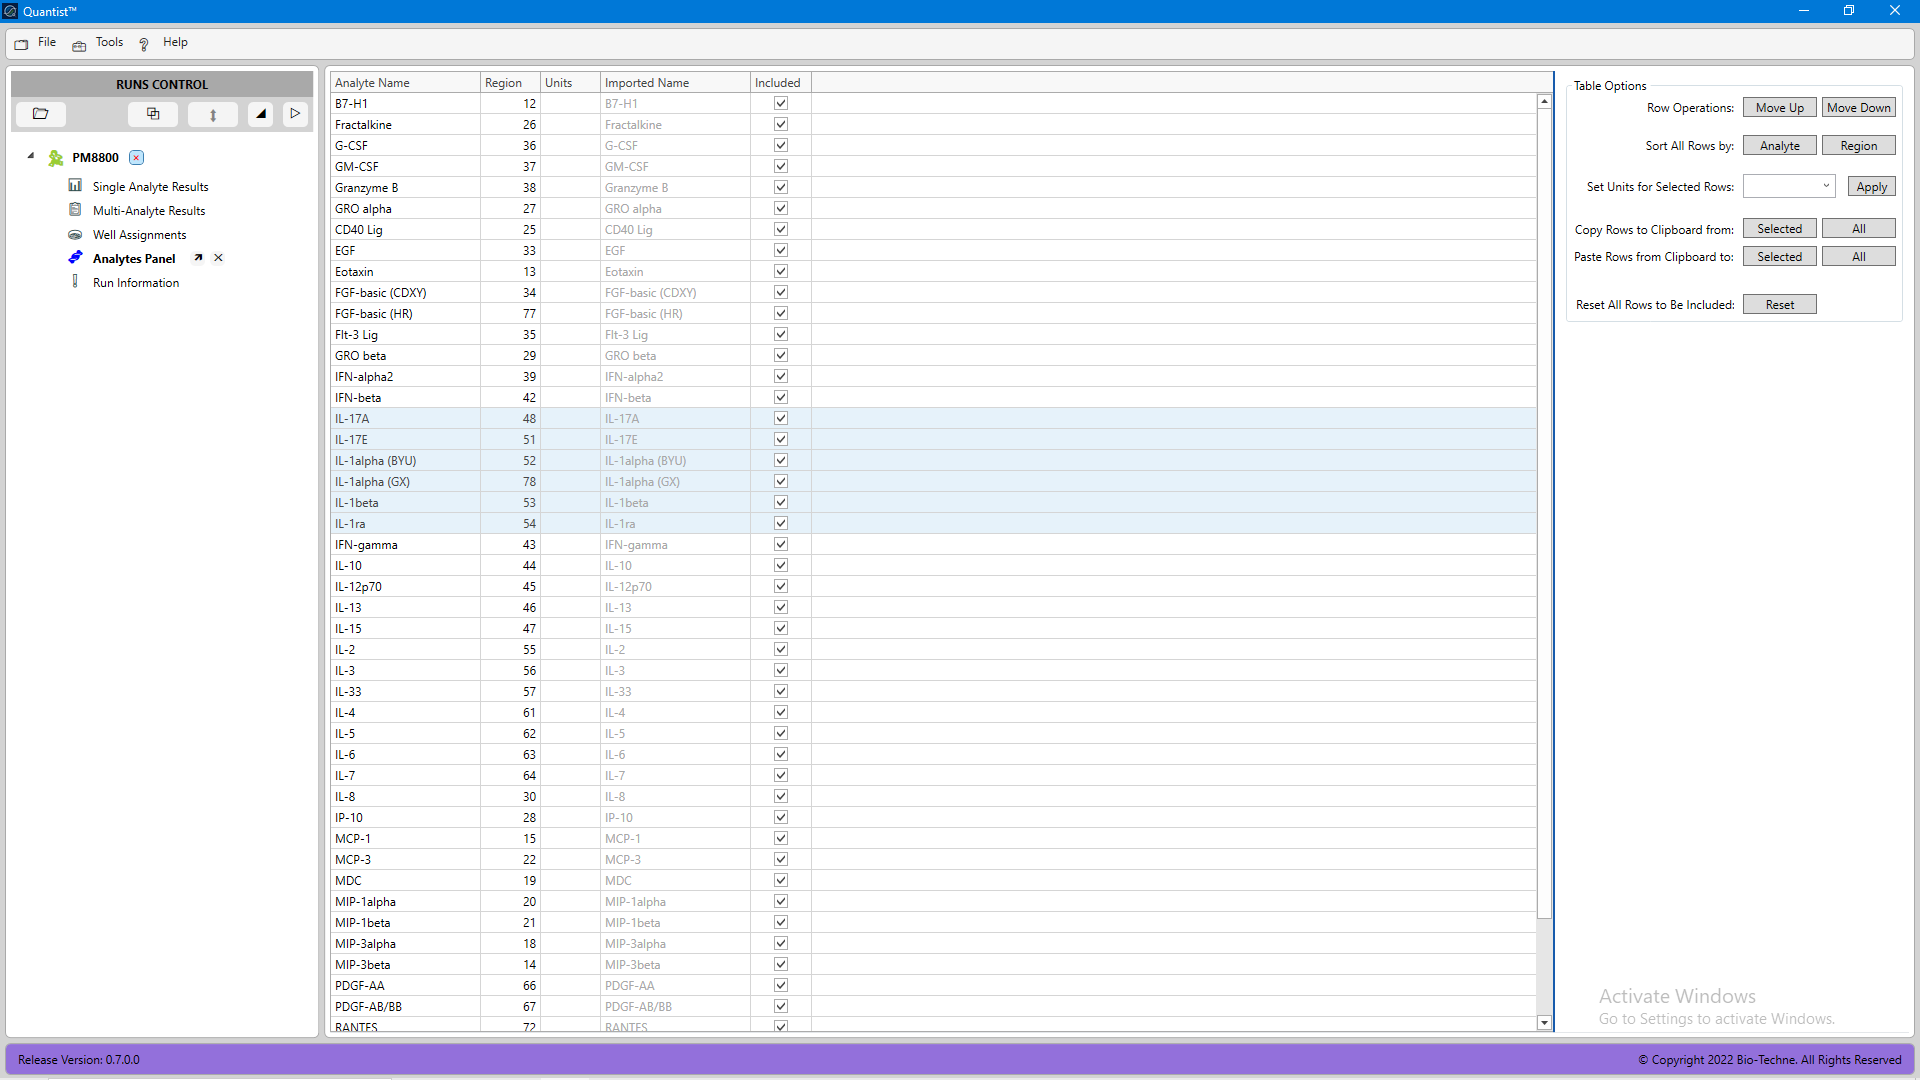 Quantist™
File Tools ? Help
RUNS CONTROL
PM8800
Single Analyte Results
Multi-Analyte Results
Well Assignments
Analytes Panel
Run Information
Analyte Name Region Units Imported Name Included
B7-H1 12 B7-H1
Fractalkine 26 Fractalkine
G-CSF 36 G-CSF
GM-CSF 37 GM-CSF
Granzyme B 38 Granzyme B
GRO alpha 27 GRO alpha
CD40 Lig 25 CD40 Lig
EGF 33 EGF
Eotaxin 13 Eotaxin
FGF-basic (CDXY) 34 FGF-basic (CDXY)
FGF-basic (HR) 77 FGF-basic (HR)
Flt-3 Lig 35 Flt-3 Lig
GRO beta 29 GRO beta
IFN-alpha2 39 IFN-alpha2
IFN-beta 42 IFN-beta
IL-17A 48 IL-17A
IL-17E 51 IL-17E
IL-1alpha (BYU) 52 IL-1alpha (BYU)
IL-1alpha (GX) 78 IL-1alpha (GX)
IL-1beta 53 IL-1beta
IL-1ra 54 IL-1ra
IFN-gamma 43 IFN-gamma
IL-10 44 IL-10
IL-12p70 45 IL-12p70
IL-13 46 IL-13
IL-15 47 IL-15
IL-2 55 IL-2
IL-3 56 IL-3
IL-33 57 IL-33
IL-4 61 IL-4
IL-5 62 IL-5
IL-6 63 IL-6
IL-7 64 IL-7
IL-8 30 IL-8
IP-10 28 IP-10
MCP-1 15 MCP-1
MCP-3 22 MCP-3
MDC 19 MDC
MIP-1alpha 20 MIP-1alpha
MIP-1beta 21 MIP-1beta
MIP-3alpha 18 MIP-3alpha
MIP-3beta 14 MIP-3beta
PDGF-AA 66 PDGF-AA
PDGF-AB/BB 67 PDGF-AB/BB
RANTES 72 RANTES
Table Options
Row Operations: Move Up Move Down
Sort All Rows by: Analyte Region
Set Units for Selected Rows: Apply
Copy Rows to Clipboard from: Selected All
Paste Rows from Clipboard to: Selected All
Reset All Rows to Be Included: Reset
Activate Windows
Go to Settings to activate Windows.
Release Version: 0.7.0.0
© Copyright 2022 Bio-Techne. All Rights Reserved